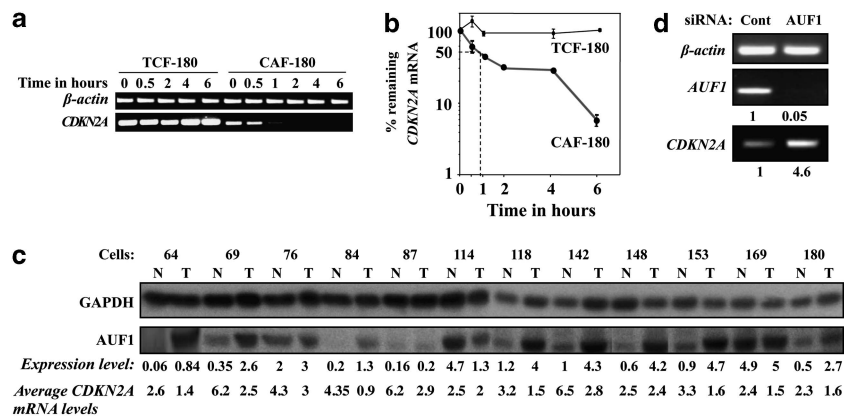 a
TCF-180 CAF-180
Time in hours 0 0.5 2 4 6 0 0.5 1 2 4 6
β-actin
CDKN2A
b
% remaining
CDKN2A mRNA
100
50
10
1
TCF-180
CAF-180
0 1 2 4 6
Time in hours
d
siRNA: Cont AUF1
β-actin
AUF1
1 0.05
CDKN2A
1 4.6
c
Cells: 64 69 76 84 87 114 118 142 148 153 169 180
N T N T N T N T N T N T N T N T N T N T N T N T
GAPDH
AUF1
Expression level: 0.06 0.84 0.35 2.6 2 3 0.2 1.3 0.16 0.2 4.7 1.3 1.2 4 1 4.3 0.6 4.2 0.9 4.7 4.9 5 0.5 2.7
Average CDKN2A 2.6 1.4 6.2 2.5 4.3 3 4.35 0.9 6.2 2.9 2.5 2 3.2 1.5 6.5 2.8 2.5 2.4 3.3 1.6 2.4 1.5 2.3 1.6
mRNA levels